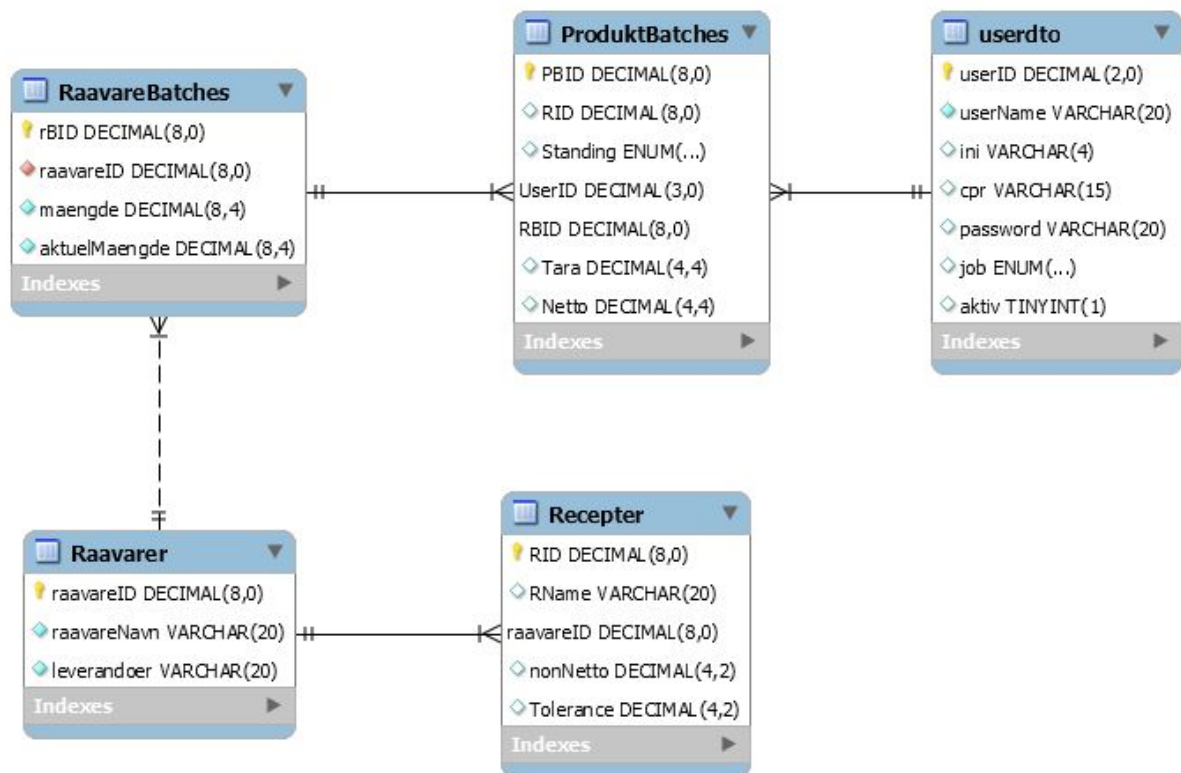 RaavareBatches
rBID DECIMAL(8,0)
raavareID DECIMAL(8,0)
maengde DECIMAL(8,4)
aktuelMaengde DECIMAL(8,4)
Indexes
ProduktBatches
PBID DECIMAL(8,0)
RID DECIMAL(8,0)
Standing ENUM(...)
UserID DECIMAL(3,0)
RBID DECIMAL(8,0)
Tara DECIMAL(4,4)
Netto DECIMAL(4,4)
Indexes
userdto
userID DECIMAL(2,0)
userName VARCHAR(20)
ini VARCHAR(4)
cpr VARCHAR(15)
password VARCHAR(20)
job ENUM(...)
aktiv TINYINT(1)
Indexes
Raavarer
raavareID DECIMAL(8,0)
raavareNavn VARCHAR(20)
leverandoer VARCHAR(20)
Indexes
Recepter
RID DECIMAL(8,0)
RName VARCHAR(20)
raavareID DECIMAL(8,0)
nonNetto DECIMAL(4,2)
Tolerance DECIMAL(4,2)
Indexes